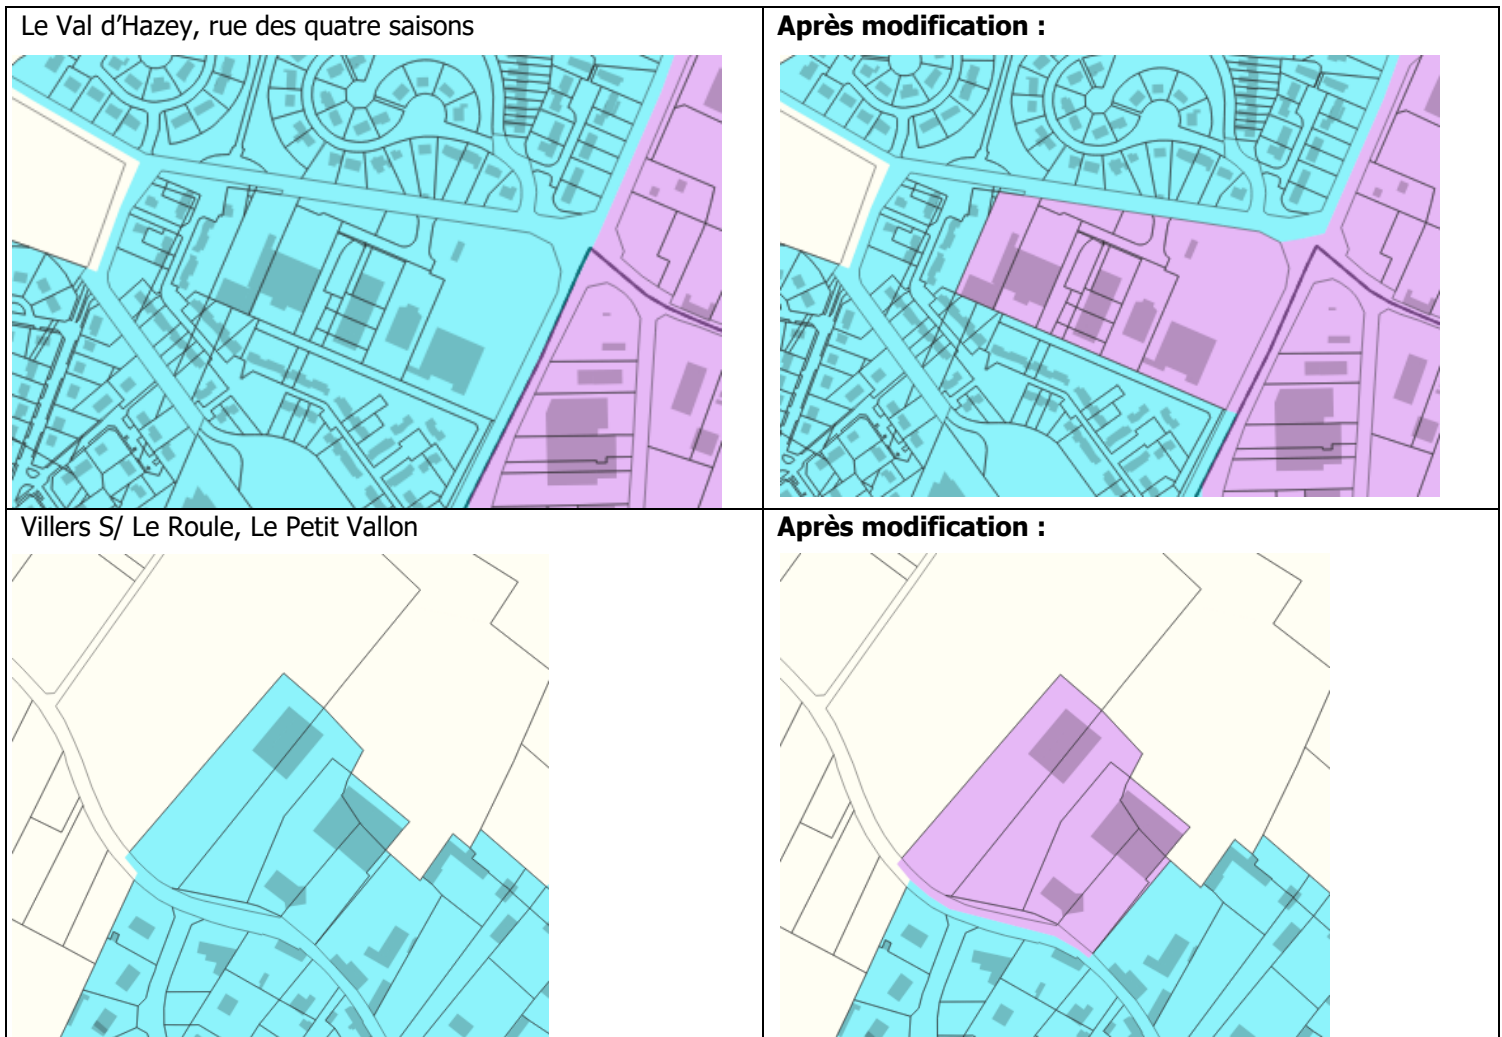 Le Val d’Hazey, rue des quatre saisons
Après modification :
Villers S/ Le Roule, Le Petit Vallon
Après modification :